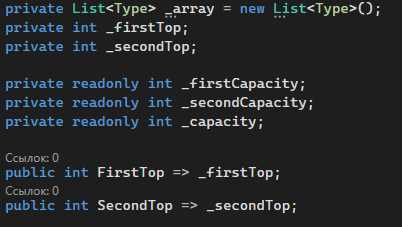 private List<Type> _array = new List<Type>();
private int _firstTop;
private int _secondTop;
private readonly int _firstCapacity;
private readonly int _secondCapacity;
private readonly int _capacity;
Ссылок: 0
public int FirstTop => _firstTop;
Ссылок: 0
public int SecondTop => _secondTop;